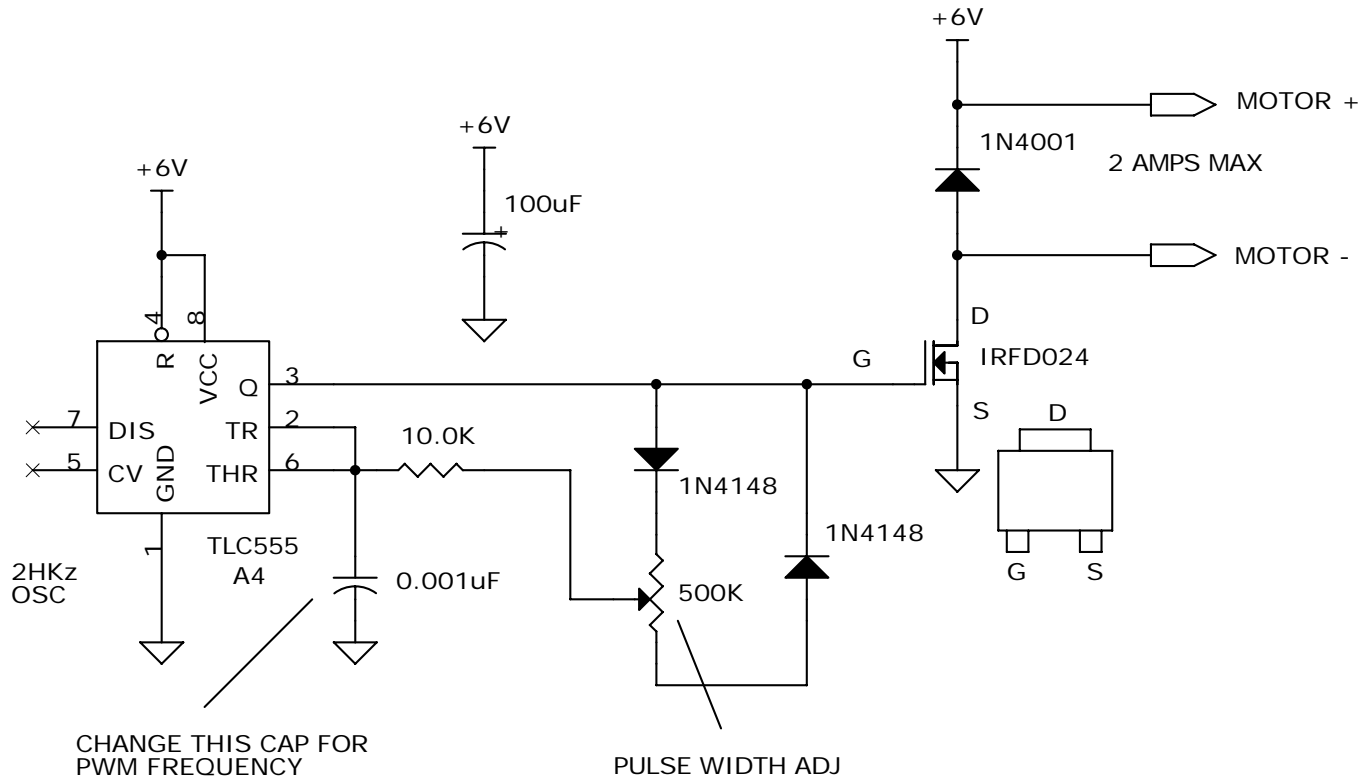 +6V
MOTOR +
1N4001
2 AMPS MAX
+6V
+6V
100uF
+
MOTOR -
D
4
8
R
VCC
G
IRFD024
Q
3
S
D
7
DIS
TR
2
10.0K
5
CV
GND
THR
6
1N4148
1N4148
1
TLC555
A4
2HKz
OSC
0.001uF
500K
G
S
CHANGE THIS CAP FOR
PWM FREQUENCY
PULSE WIDTH ADJ